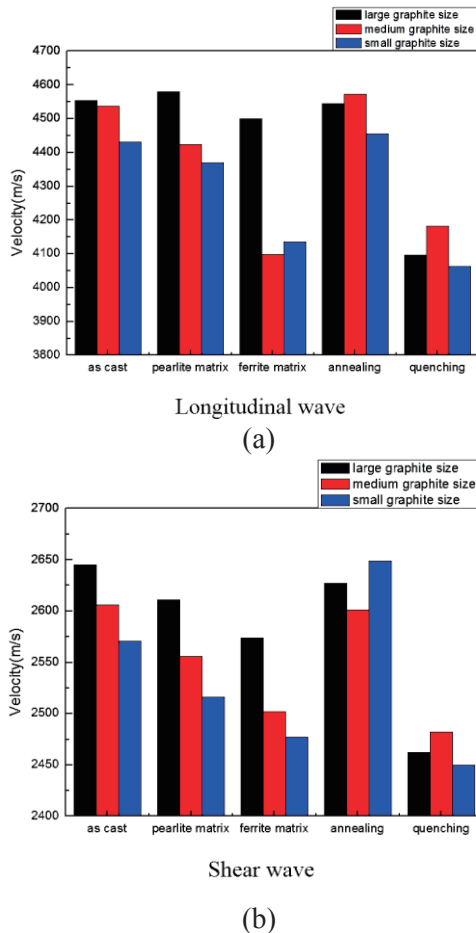 large graphite size
medium graphite size
small graphite size
4700
4600
4500
4400
4300
4200
4100
4000
3900
3800
Velocity(m/s)
as cast pearlite matrix ferrite matrix annealing quenching
Longitudinal wave
(a)
large graphite size
medium graphite size
small graphite size
2700
2650
2600
2550
2500
2450
2400
Velocity(m/s)
as cast pearlite matrix ferrite matrix annealing quenching
Shear wave
(b)